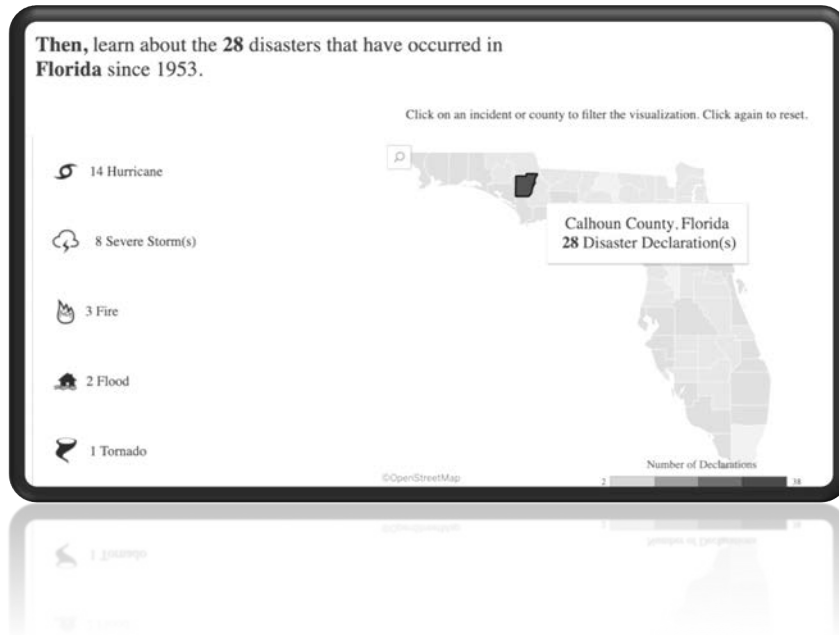 Then, learn about the 28 disasters that have occurred in
Florida since 1953.
Click on an incident or county to filter the visualization. Click again to reset.
14 Hurricane
8 Severe Storm(s)
3 Fire
2 Flood
1 Tornado
Calhoun County, Florida
28 Disaster Declaration(s)
©OpenStreetMap
Number of Declarations
2
38